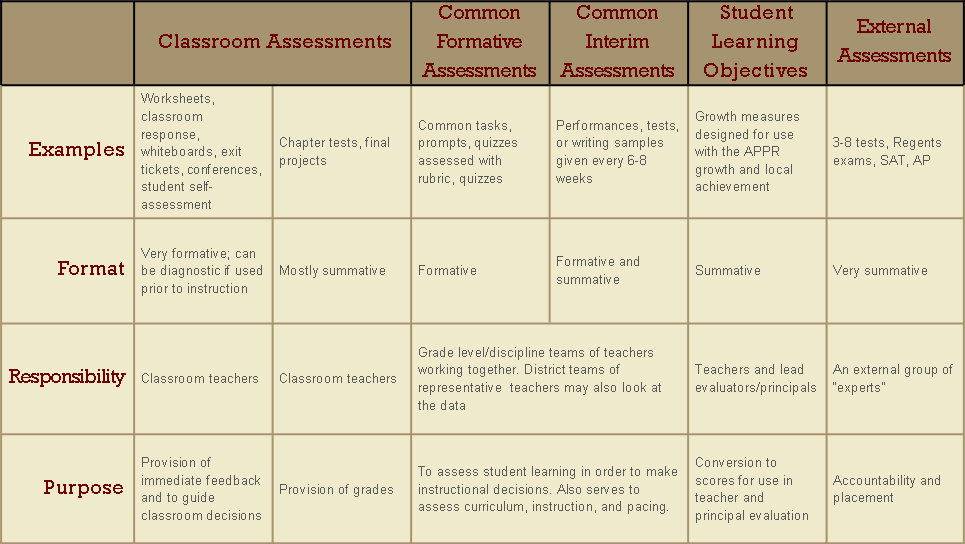 Classroom Assessments
Common
Formative
Assessments
Common
Interim
Assessments
Student
Learning
Objectives
External
Assessments
Examples
Worksheets,
classroom
response,
whiteboards, exit
tickets, conferences,
student self-
assessment
Chapter tests, final
projects
Common tasks,
prompts, quizzes
assessed with
rubric, quizzes
Performances, tests,
or writing samples
given every 6-8
weeks
Growth measures
designed for use
with the APPR
growth and local
achievement
3-8 tests, Regents
exams, SAT, AP
Format
Very formative; can
be diagnostic if used
prior to instruction
Mostly summative
Formative
Formative and
summative
Summative
Very summative
Responsibility
Classroom teachers
Classroom teachers
Grade level/discipline teams of teachers
working together. District teams of
representative teachers may also look at
the data
Teachers and lead
evaluators/principals
An external group of
"experts"
Purpose
Provision of
immediate feedback
and to guide
classroom decisions
Provision of grades
To assess student learning in order to make
instructional decisions. Also serves to
assess curriculum, instruction, and pacing.
Conversion to
scores for use in
teacher and
principal evaluation
Accountability and
placement